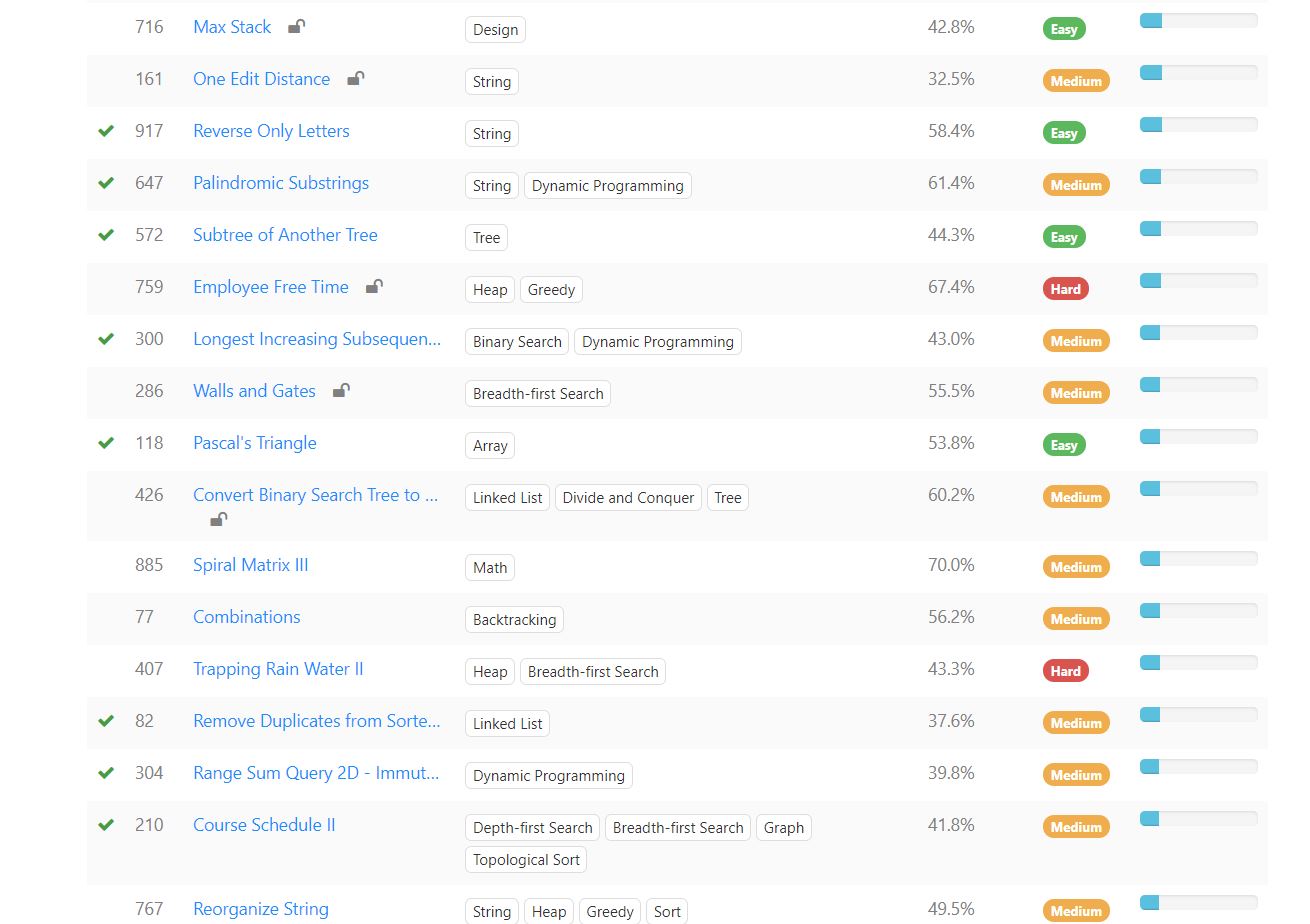 716 Max Stack Design 42.8% Easy
161 One Edit Distance String 32.5% Medium
917 Reverse Only Letters String 58.4% Easy
647 Palindromic Substrings String Dynamic Programming 61.4% Medium
572 Subtree of Another Tree Tree 44.3% Easy
759 Employee Free Time Heap Greedy 67.4% Hard
300 Longest Increasing Subsequen... Binary Search Dynamic Programming 43.0% Medium
286 Walls and Gates Breadth-first Search 55.5% Medium
118 Pascal's Triangle Array 53.8% Easy
426 Convert Binary Search Tree to ... Linked List Divide and Conquer Tree 60.2% Medium
885 Spiral Matrix III Math 70.0% Medium
77 Combinations Backtracking 56.2% Medium
407 Trapping Rain Water II Heap Breadth-first Search 43.3% Hard
82 Remove Duplicates from Sorte... Linked List 37.6% Medium
304 Range Sum Query 2D - Immut... Dynamic Programming 39.8% Medium
210 Course Schedule II Depth-first Search Breadth-first Search Graph 41.8% Medium
Topological Sort
767 Reorganize String String Heap Greedy Sort 49.5% Medium